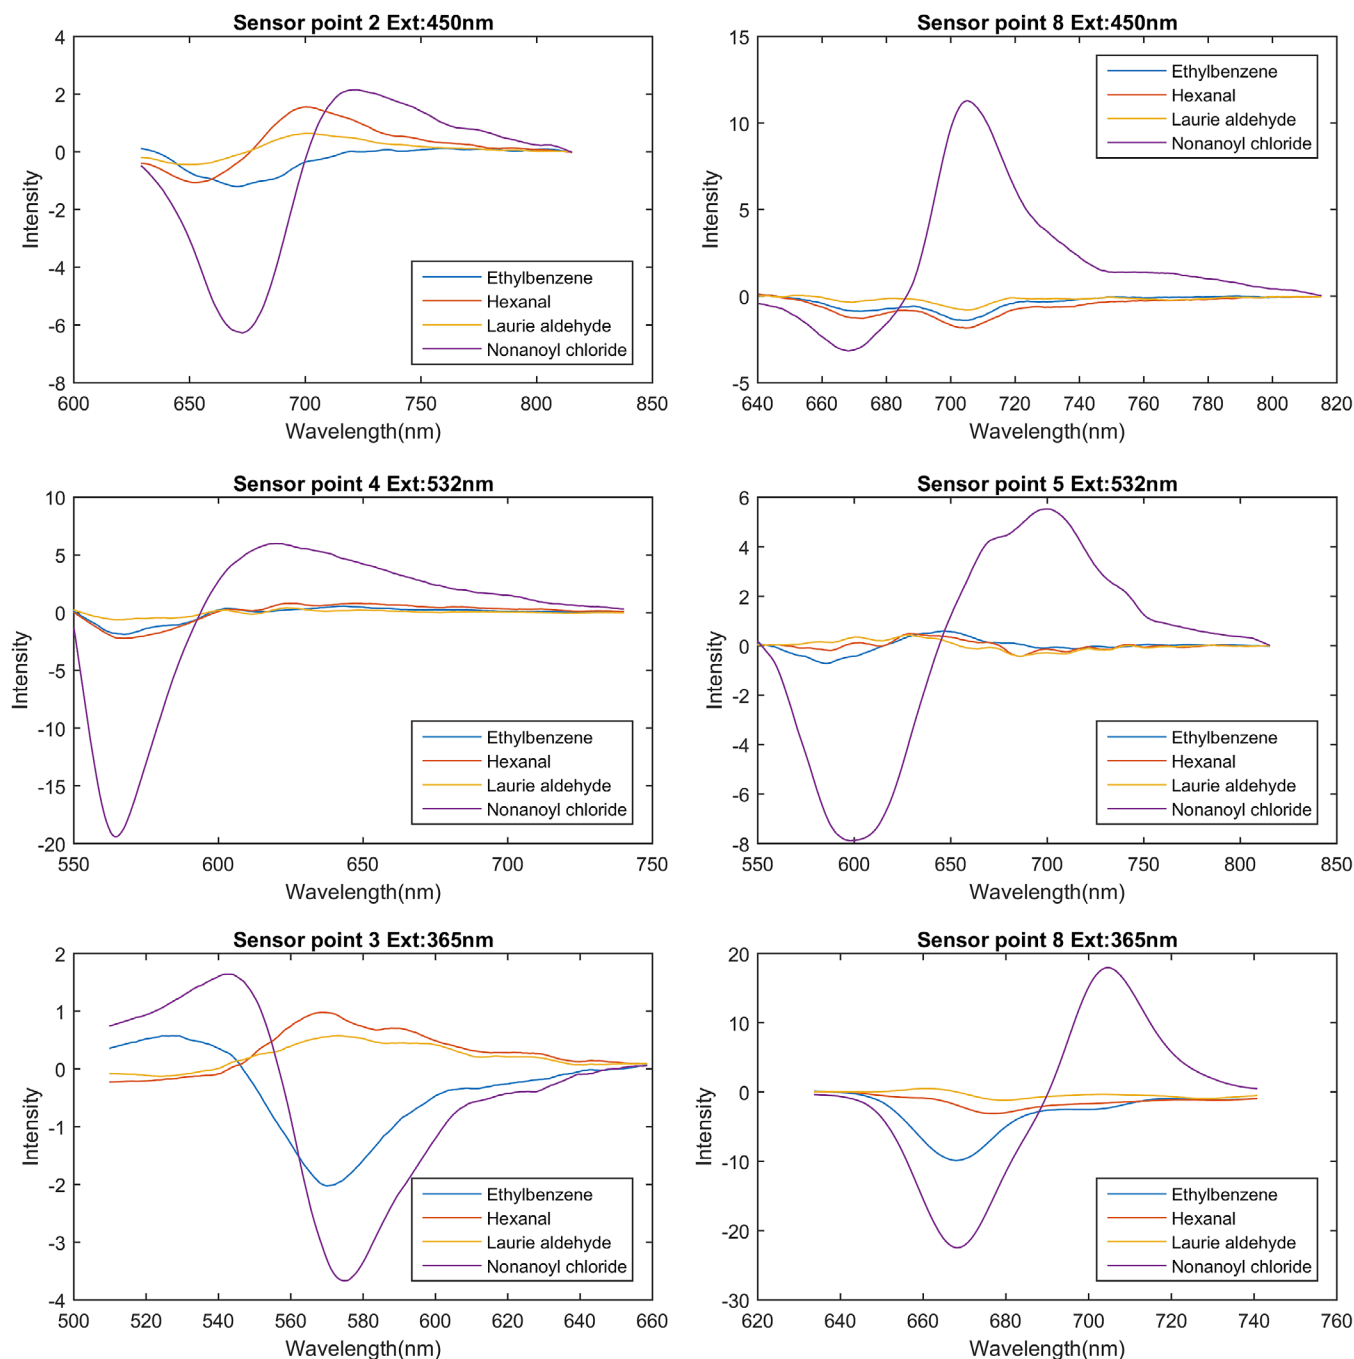 Sensor point 2 Ext:450nm
4
2
0
-2
-4
-6
-8
Intensity
Ethylbenzene
Hexanal
Laurie aldehyde
Nonanoyl chloride
600 650 700 750 800 850
Wavelength(nm)
Sensor point 8 Ext:450nm
15
10
5
0
-5
Intensity
Ethylbenzene
Hexanal
Laurie aldehyde
Nonanoyl chloride
640 660 680 700 720 740 760 780 800 820
Wavelength(nm)
Sensor point 4 Ext:532nm
10
5
0
-5
-10
-15
-20
Intensity
Ethylbenzene
Hexanal
Laurie aldehyde
Nonanoyl chloride
550 600 650 700 750
Wavelength(nm)
Sensor point 5 Ext:532nm
6
4
2
0
-2
-4
-6
-8
Intensity
Ethylbenzene
Hexanal
Laurie aldehyde
Nonanoyl chloride
550 600 650 700 750 800 850
Wavelength(nm)
Sensor point 3 Ext:365nm
2
1
0
-1
-2
-3
-4
Intensity
Ethylbenzene
Hexanal
Laurie aldehyde
Nonanoyl chloride
500 520 540 560 580 600 620 640 660
Wavelength(nm)
Sensor point 8 Ext:365nm
20
10
0
-10
-20
-30
Intensity
Ethylbenzene
Hexanal
Laurie aldehyde
Nonanoyl chloride
620 640 660 680 700 720 740 760
Wavelength(nm)